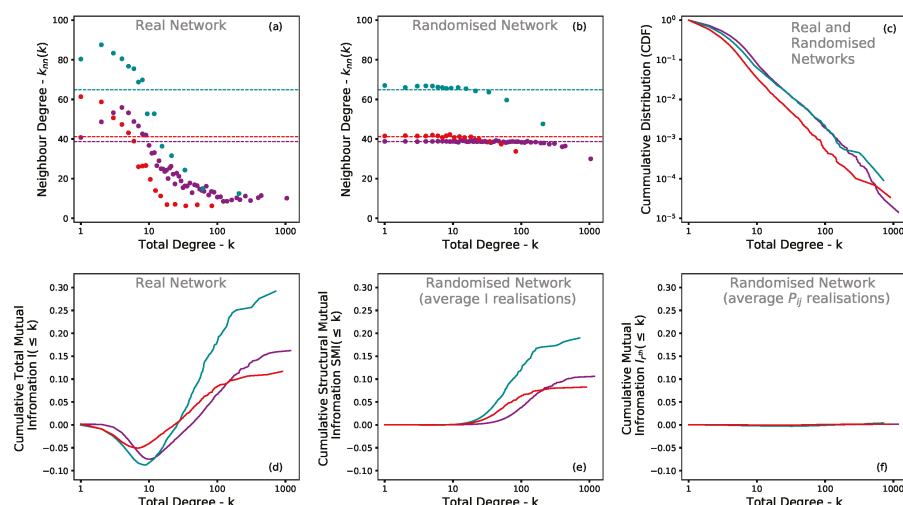 Real Network
(a)
Neighbour Degree - knn(k)
100
80
60
40
20
0
1
10
100
1000
Total Degree - k
Randomised Network
(b)
Neighbour Degree - knn(k)
100
80
60
40
20
0
1
10
100
1000
Total Degree - k
Real and
Randomised
Networks
(c)
Cummulative Distribution (CDF)
10⁰
10⁻¹
10⁻²
10⁻³
10⁻⁴
10⁻⁵
1
10
100
1000
Total Degree - k
Real Network
(d)
Cumulative Total Mutual
Infromation I(≤ k)
0.30
0.25
0.20
0.15
0.10
0.05
0.00
−0.05
−0.10
1
10
100
1000
Total Degree - k
Randomised Network
(average I realisations)
(e)
Cumulative Structural Mutual
Infromation SMI(≤ k)
0.30
0.25
0.20
0.15
0.10
0.05
0.00
−0.05
−0.10
1
10
100
1000
Total Degree - k
Randomised Network
(average Pij realisations)
(f)
Cumulative Mutual
Infromation (≤ k)
0.30
0.25
0.20
0.15
0.10
0.05
0.00
−0.05
−0.10
1
10
100
1000
Total Degree - k